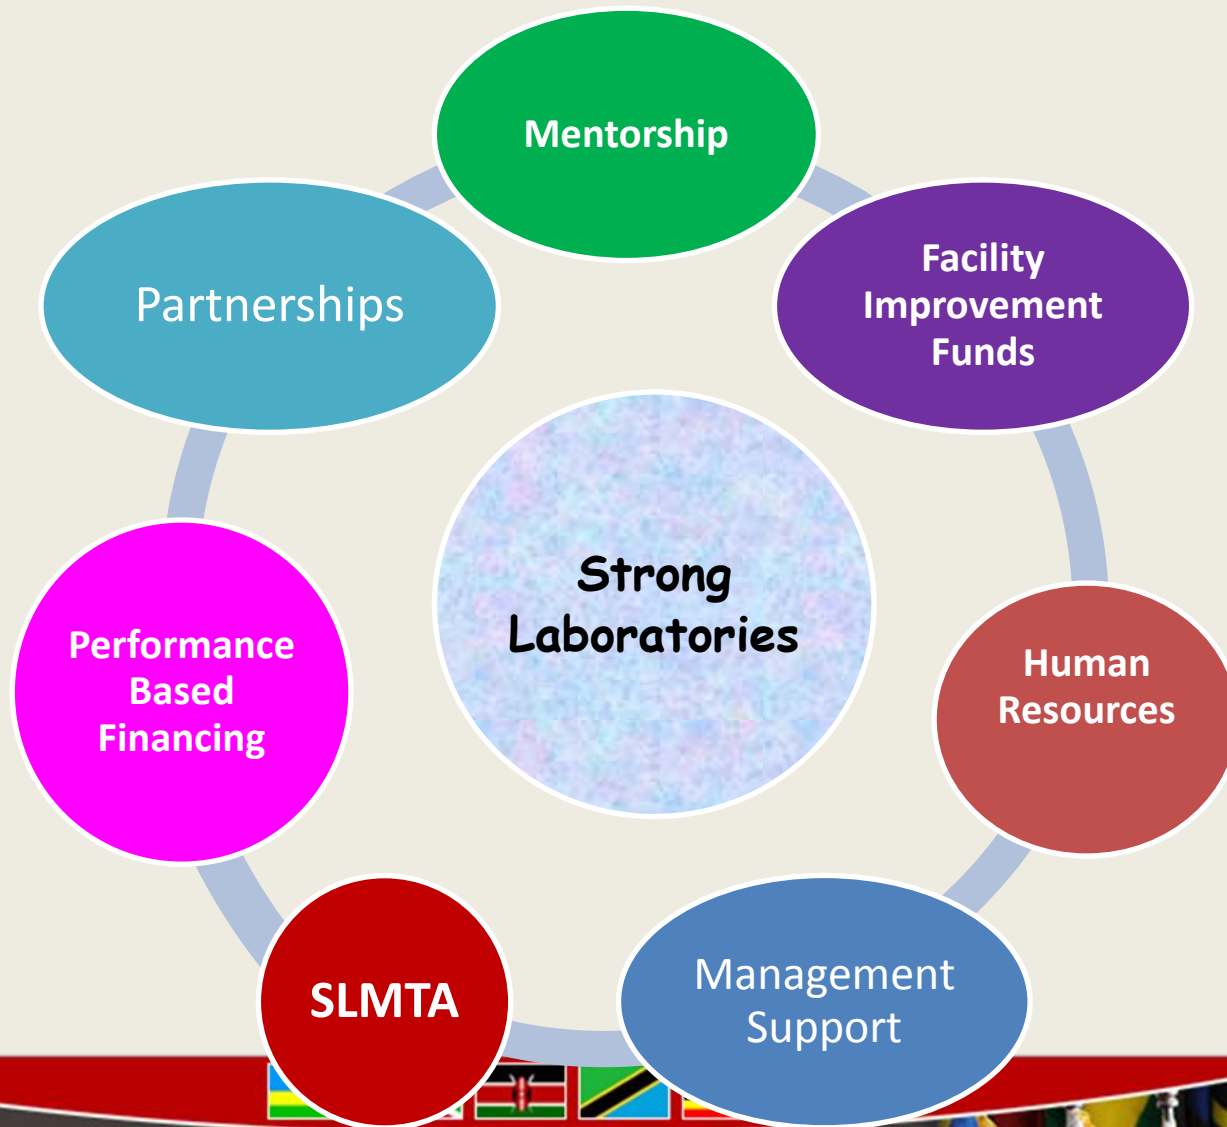 Mentorship
Facility
Improvement
Funds
Partnerships
Strong
Laboratories
Performance
Based
Financing
Human
Resources
Management
Support
SLMTA